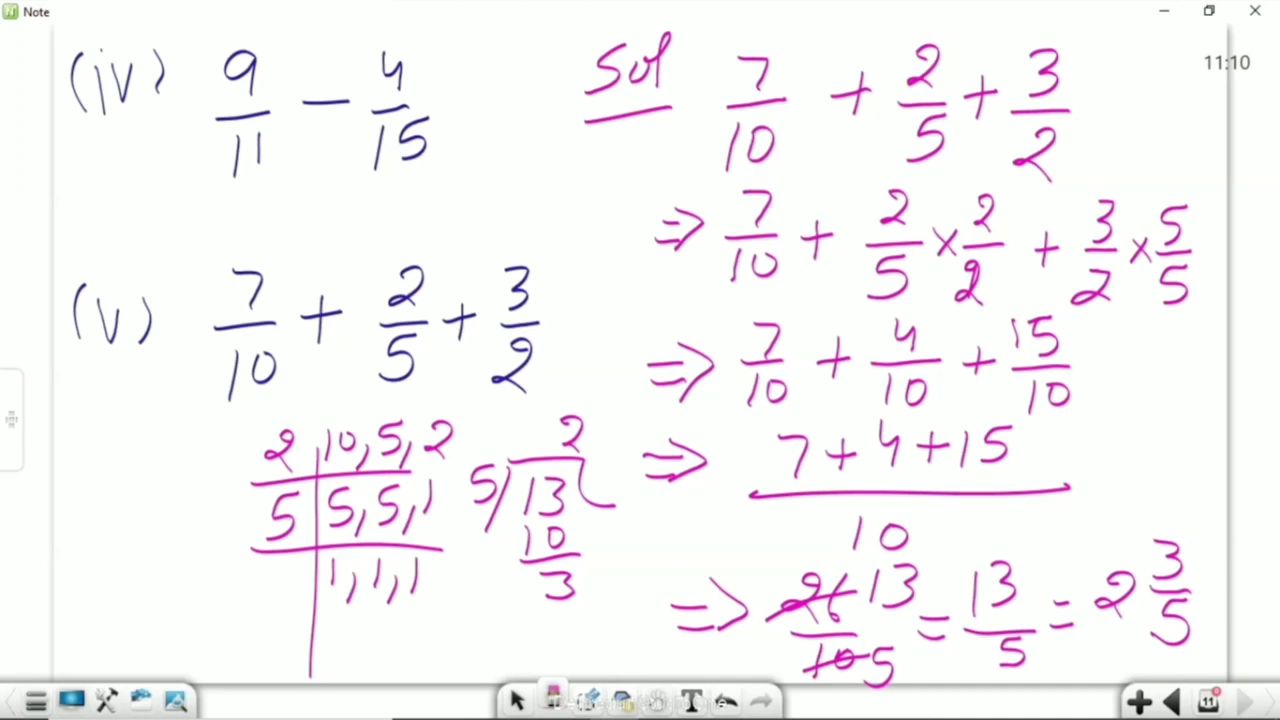 Note
11:10
(iv) 9/11 - 4/15
(v) 7/10 + 2/5 + 3/2
2 | 10, 5, 2
5 | 5, 5, 1
1, 1, 1
2
5) 13
10
3
Sol 7/10 + 2/5 + 3/2
=> 7/10 + 2/5 × 2/2 + 3/2 × 5/5
=> 7/10 + 4/10 + 15/10
=> 7 + 4 + 15
10
=> 26/10 13/5 = 13/5 = 2 3/5
T
11